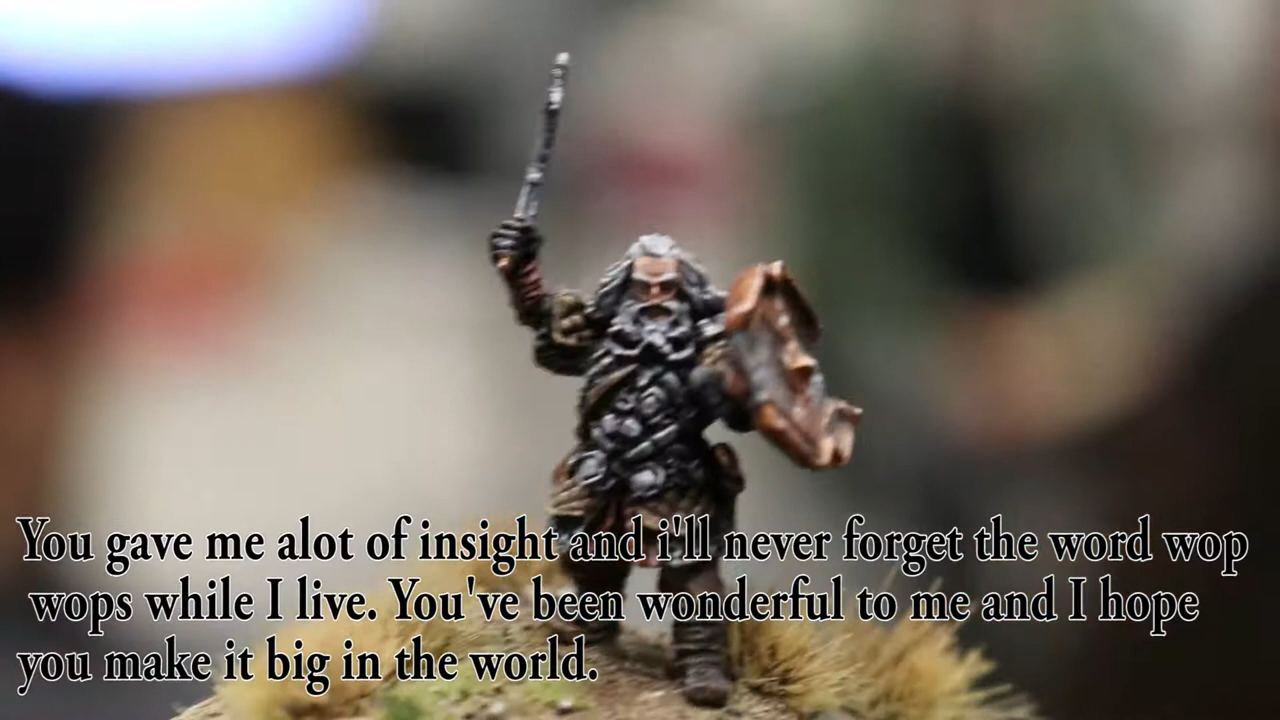 You gave me alot of insight and i'll never forget the word wop
wops while I live. You've been wonderful to me and I hope
you make it big in the world.